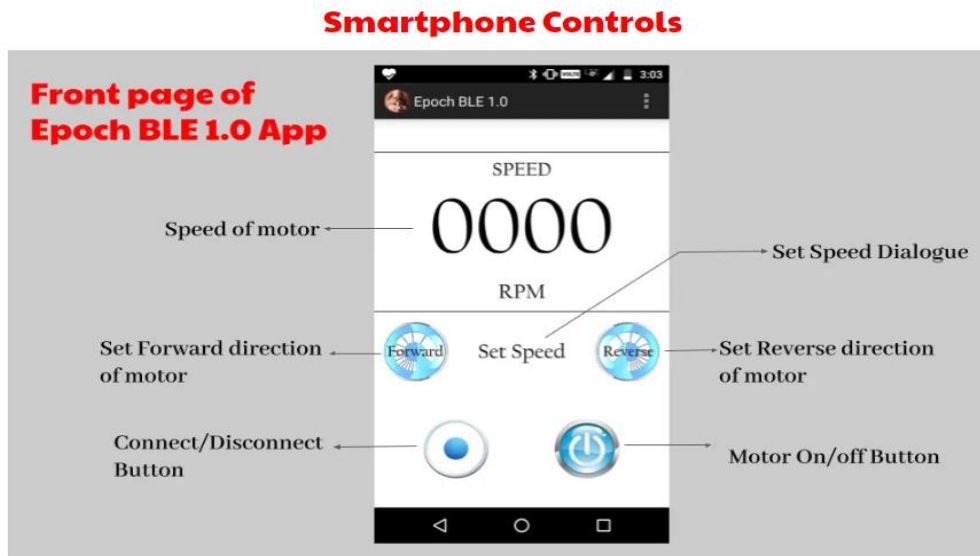 Smartphone Controls
Front page of
Epoch BLE 1.0 App
3:03
Epoch BLE 1.0
SPEED
0000
RPM
Speed of motor
Set Speed Dialogue
Set Forward direction
of motor
Forward
Set Speed
Reverse
Set Reverse direction
of motor
Connect/Disconnect
Button
Motor On/off Button